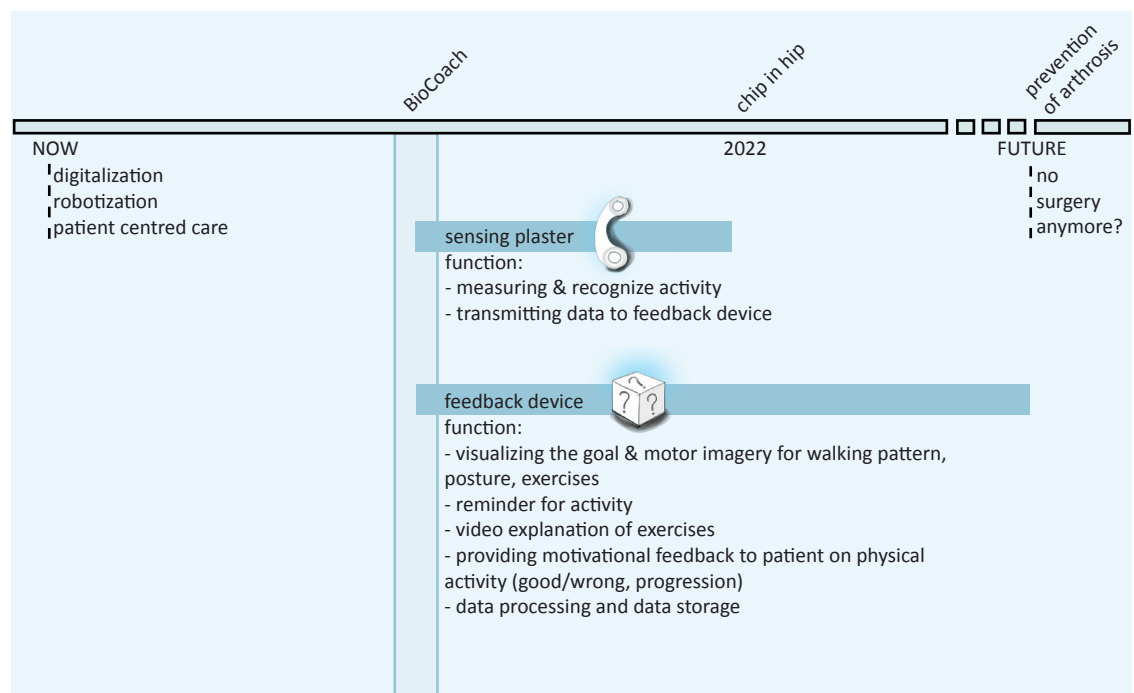 BioCoach
chip in hip
prevention
of arthrosis
NOW
2022
FUTURE
digitalization
robotization
patient centred care
no
surgery
anymore?
sensing plaster
function:
- measuring & recognize activity
- transmitting data to feedback device
? ? ?
feedback device
function:
- visualizing the goal & motor imagery for walking pattern,
posture, exercises
- reminder for activity
- video explanation of exercises
- providing motivational feedback to patient on physical
activity (good/wrong, progression)
- data processing and data storage